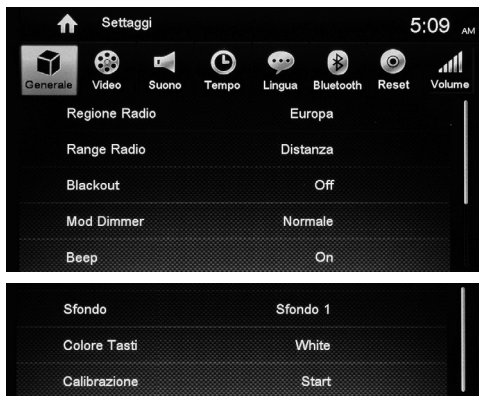 Settaggi 5:09 AM
Generale Video Suono Tempo Lingua Bluetooth Reset Volume
Regione Radio Europa
Range Radio Distanza
Blackout Off
Mod Dimmer Normale
Beep On
Sfondo Sfondo 1
Colore Tasti White
Calibrazione Start